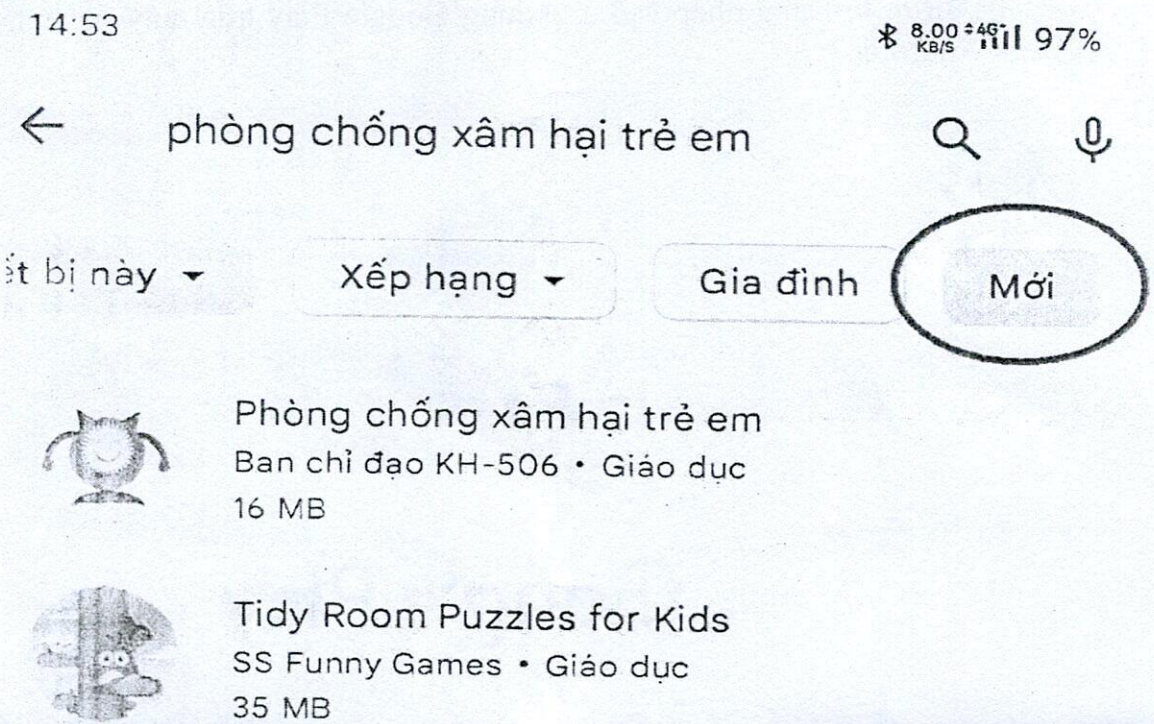 14:53
8.00 KB/S 4G 97%
phòng chống xâm hại trẻ em
ết bị này Xếp hạng Gia đình Mới
Phòng chống xâm hại trẻ em
Ban chỉ đạo KH-506 • Giáo dục
16 MB
Tidy Room Puzzles for Kids
SS Funny Games • Giáo dục
35 MB